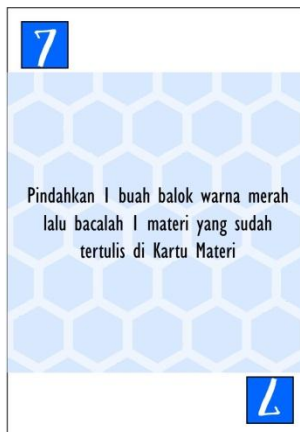 7
Pindahkan 1 buah balok warna merah
lalu bacalah 1 materi yang sudah
tertulis di Kartu Materi
7